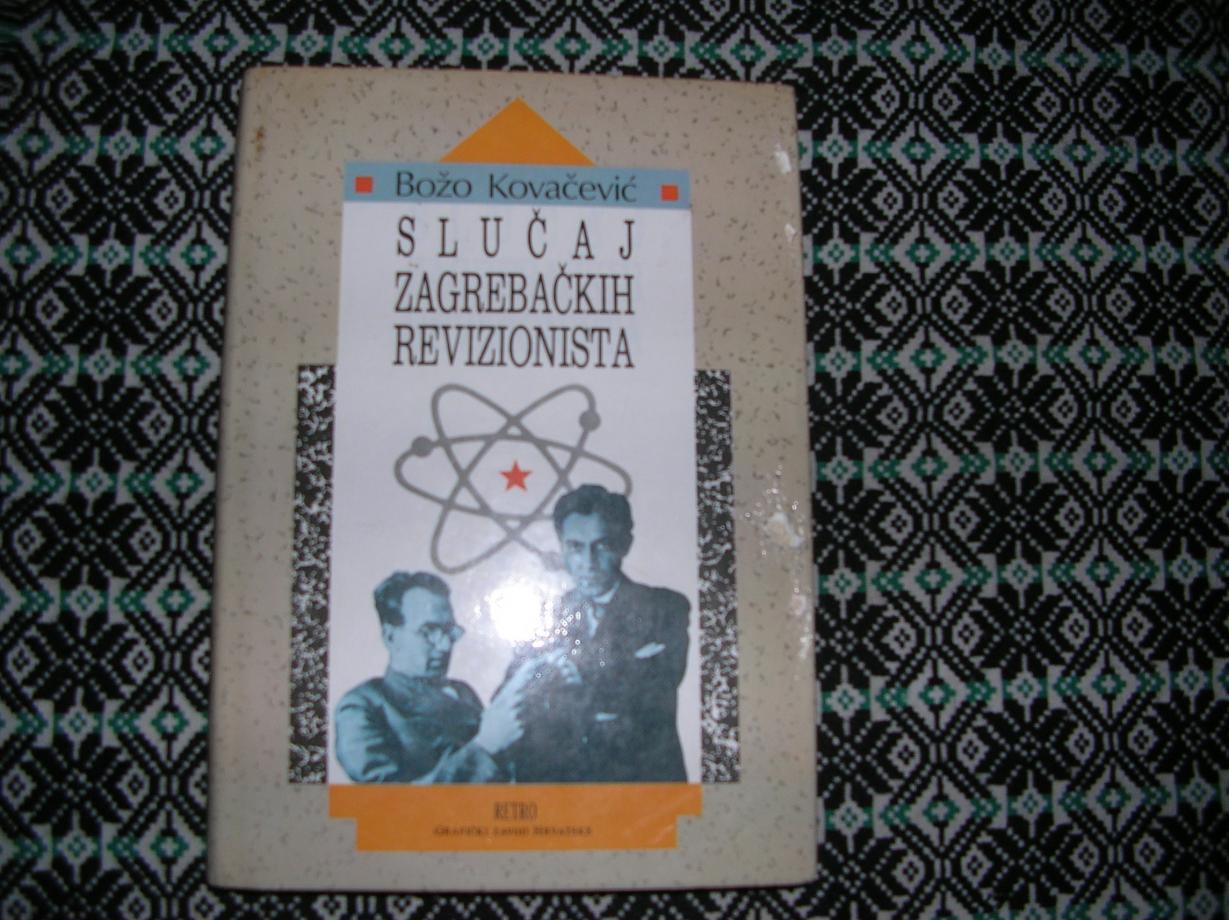 Božo Kovačević
SLUČAJ
ZAGREBAČKIH
REVIZIONISTA
RETRO
GRAFIČKI ZAVOD HRVATSKE